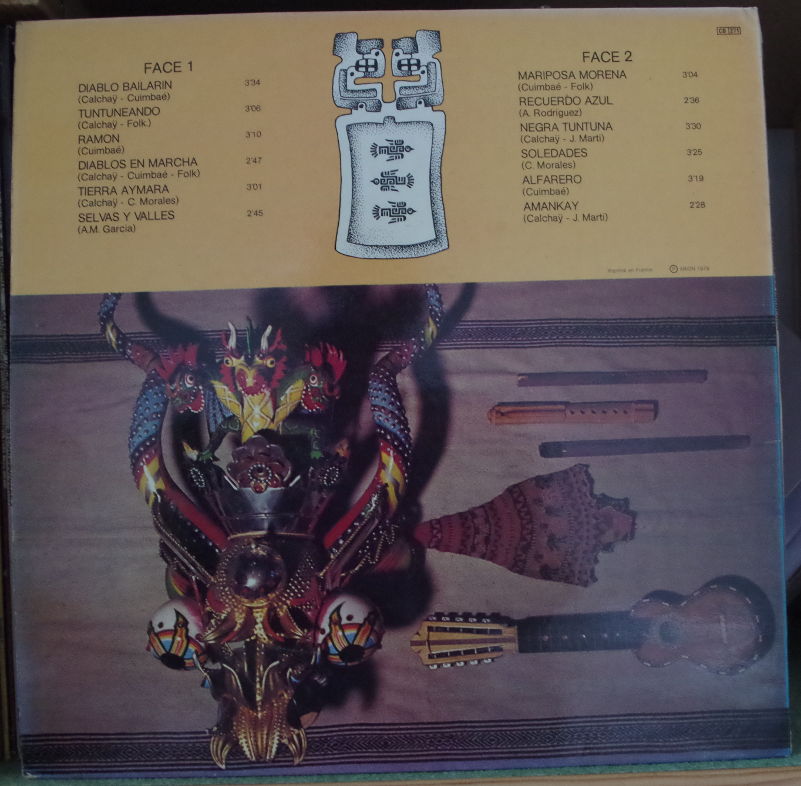 FACE 1
DIABLO BAILARIN 3'34
(Calchaÿ - Cuimbaé)
TUNTUNEANDO 3'06
(Calchaÿ - Folk.)
RAMON 3'10
(Cuimbaé)
DIABLOS EN MARCHA 2'47
(Calchaÿ - Cuimbaé - Folk)
TIERRA AYMARA 3'01
(Calchaÿ - C. Morales)
SELVAS Y VALLES 2'45
(A.M. Garcia)
FACE 2
MARIPOSA MORENA 3'04
(Cuimbaé - Folk)
RECUERDO AZUL 2'36
(A. Rodriguez)
NEGRA TUNTUNA 3'30
(Calchaÿ - J. Marti)
SOLEDADES 3'25
(C. Morales)
ALFARERO 3'19
(Cuimbaé)
AMANKAY 2'28
(Calchaÿ - J. Marti)